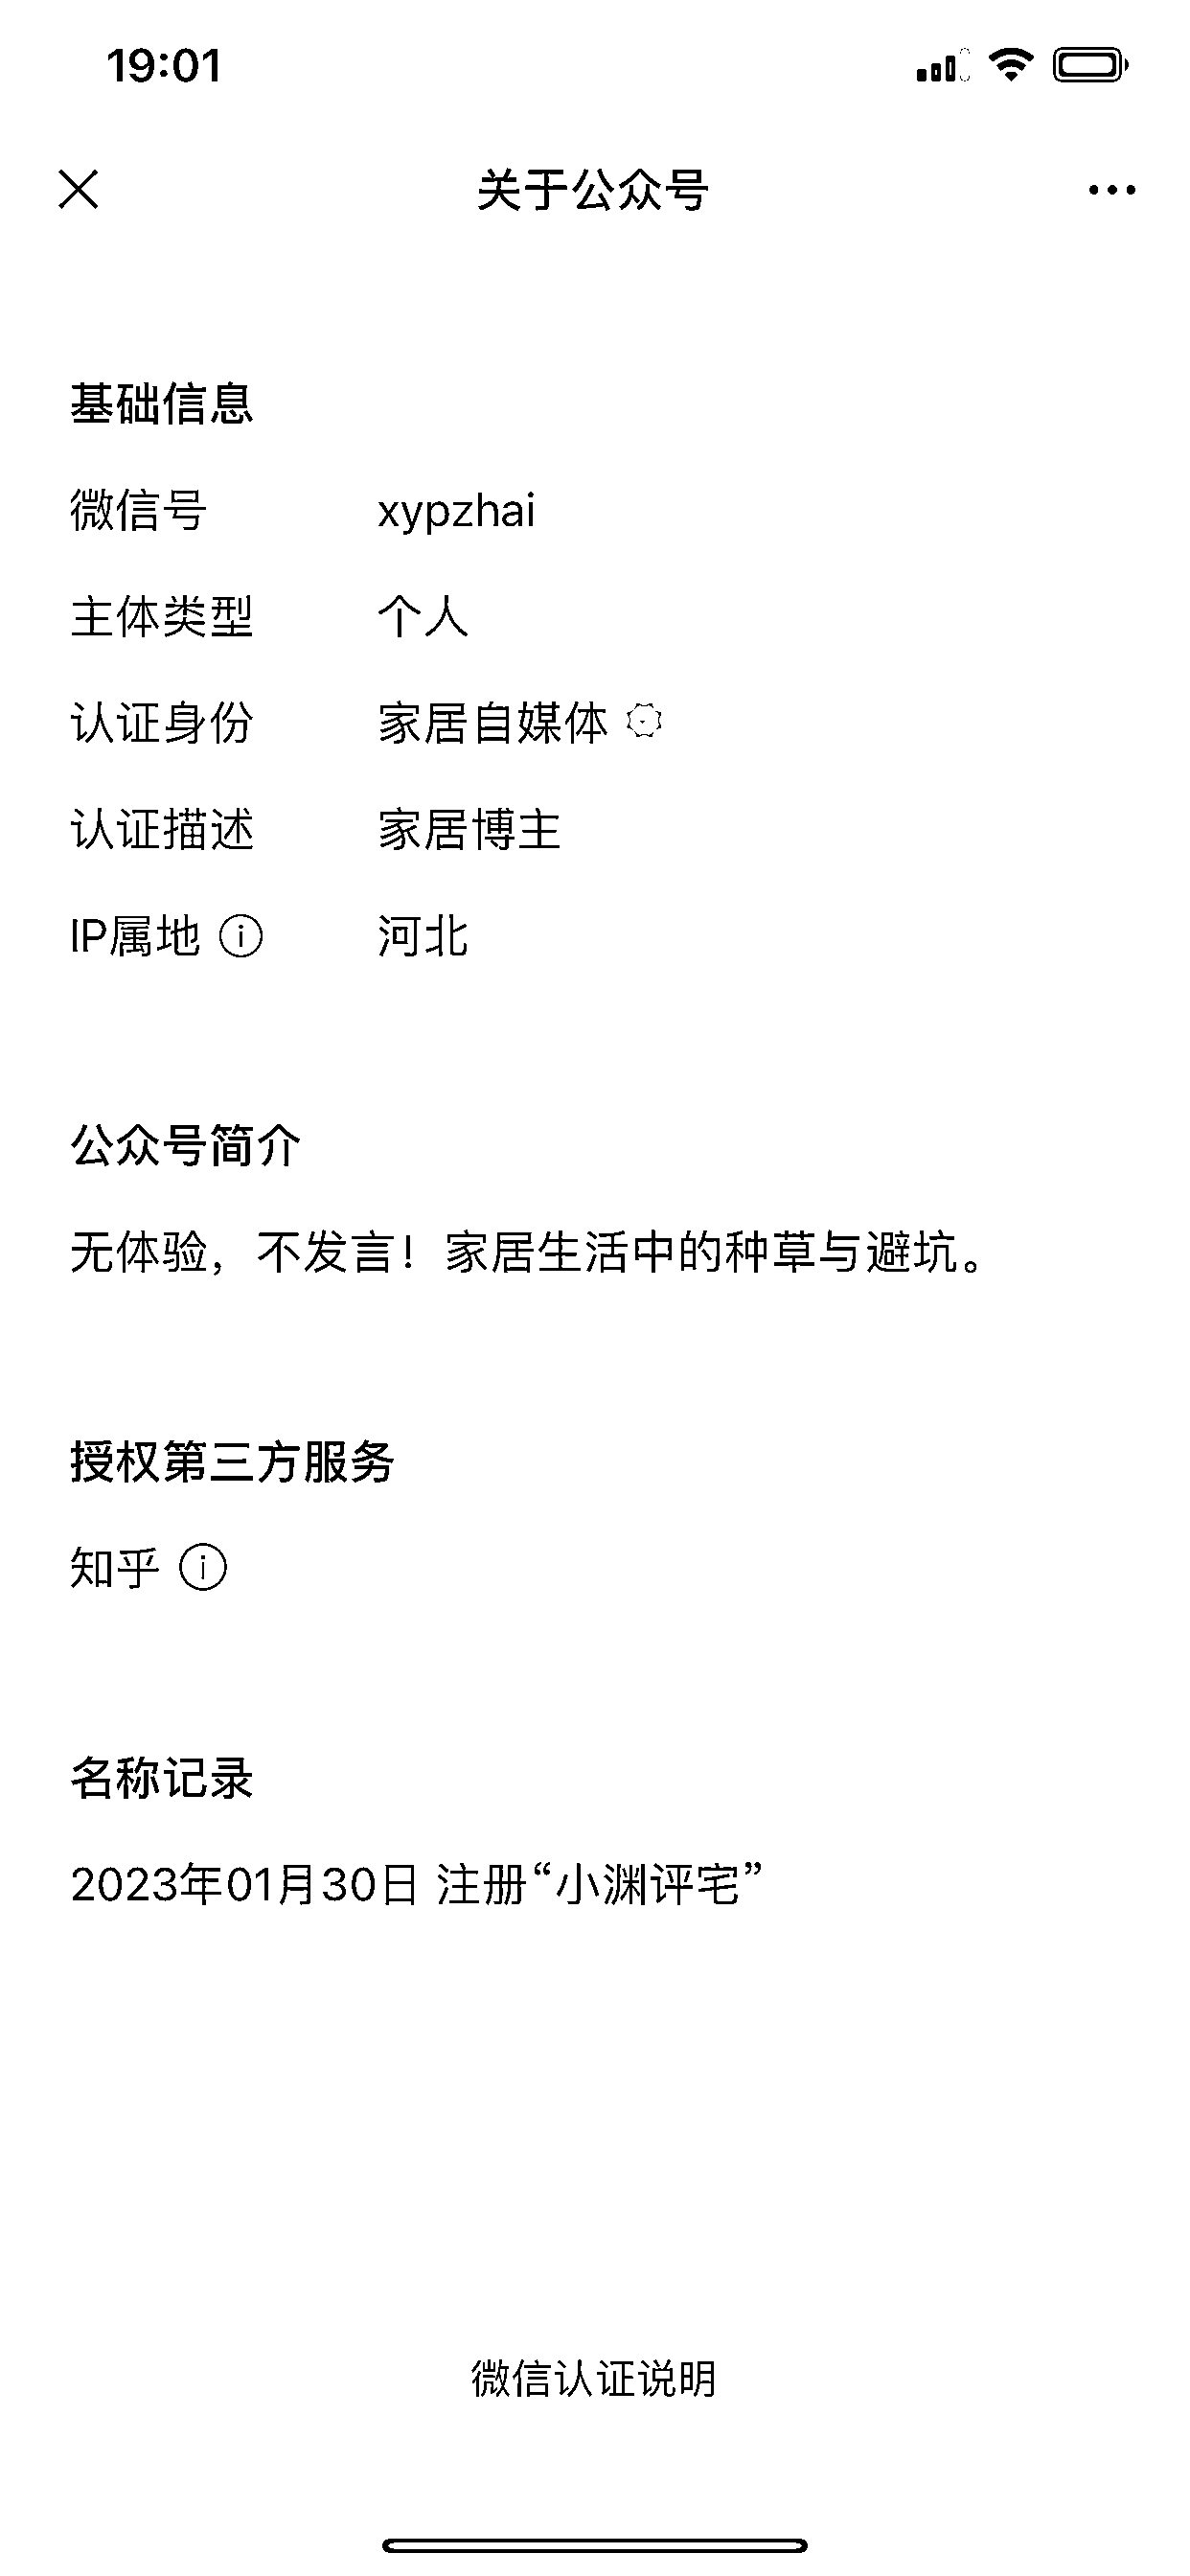 19:01
关于公众号
基础信息
微信号 xypzhai
主体类型 个人
认证身份 家居自媒体
认证描述 家居博主
IP属地 河北
公众号简介
无体验，不发言！家居生活中的种草与避坑。
授权第三方服务
知乎
名称记录
2023年01月30日 注册“小渊评宅”
微信认证说明